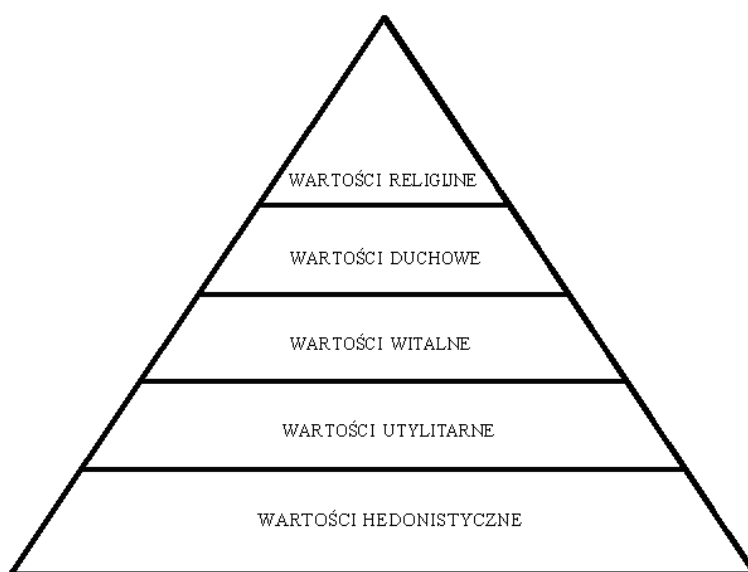 WARTOŚCI RELIGIJNE
WARTOŚCI DUCHOWE
WARTOŚCI WITALNE
WARTOŚCI UTYLITARNE
WARTOŚCI HEDONISTYCZNE